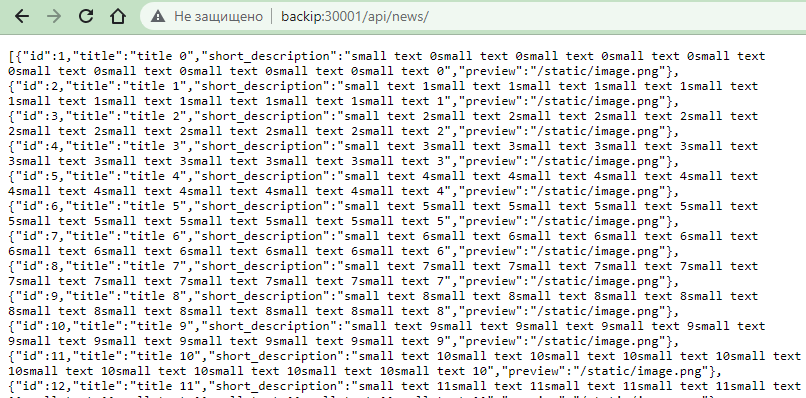 Не защищено backip:30001/api/news/
[{"id":1,"title":"title 0","short_description":"small text 0small text 0small text 0small text 0small text
0small text 0small text 0small text 0small text 0small text 0","preview":"/static/image.png"},
{"id":2,"title":"title 1","short_description":"small text 1small text 1small text 1small text 1small text
1small text 1small text 1small text 1small text 1small text 1","preview":"/static/image.png"},
{"id":3,"title":"title 2","short_description":"small text 2small text 2small text 2small text 2small text
2small text 2small text 2small text 2small text 2small text 2","preview":"/static/image.png"},
{"id":4,"title":"title 3","short_description":"small text 3small text 3small text 3small text 3small text
3small text 3small text 3small text 3small text 3small text 3","preview":"/static/image.png"},
{"id":5,"title":"title 4","short_description":"small text 4small text 4small text 4small text 4small text
4small text 4small text 4small text 4small text 4small text 4","preview":"/static/image.png"},
{"id":6,"title":"title 5","short_description":"small text 5small text 5small text 5small text 5small text
5small text 5small text 5small text 5small text 5small text 5","preview":"/static/image.png"},
{"id":7,"title":"title 6","short_description":"small text 6small text 6small text 6small text 6small text
6small text 6small text 6small text 6small text 6small text 6","preview":"/static/image.png"},
{"id":8,"title":"title 7","short_description":"small text 7small text 7small text 7small text 7small text
7small text 7small text 7small text 7small text 7small text 7","preview":"/static/image.png"},
{"id":9,"title":"title 8","short_description":"small text 8small text 8small text 8small text 8small text
8small text 8small text 8small text 8small text 8small text 8","preview":"/static/image.png"},
{"id":10,"title":"title 9","short_description":"small text 9small text 9small text 9small text 9small text
9small text 9small text 9small text 9small text 9small text 9","preview":"/static/image.png"},
{"id":11,"title":"title 10","short_description":"small text 10small text 10small text 10small text 10small text
10small text 10small text 10small text 10small text 10small text 10","preview":"/static/image.png"},
{"id":12,"title":"title 11","short_description":"small text 11small text 11small text 11small text 11small text